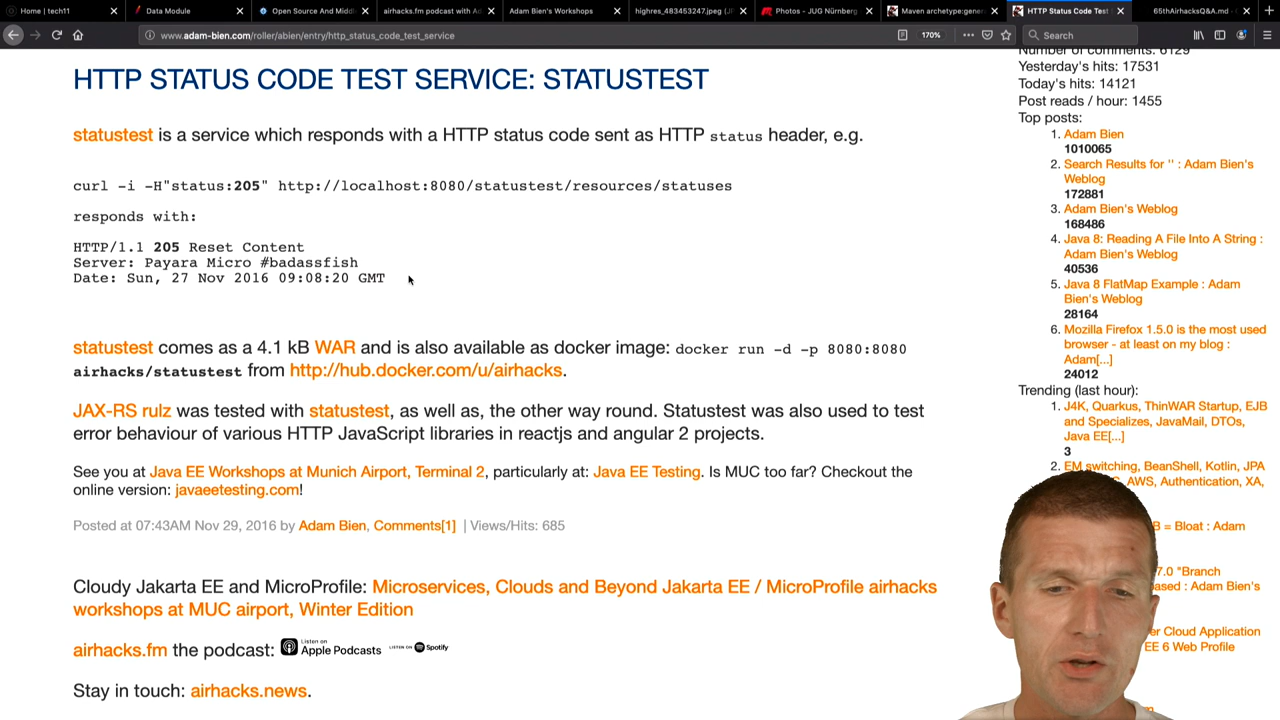 Home | tech11
Data Module
Open Source And Middl
airhacks.fm podcast with Ad
Adam Bien's Workshops
highres_483453247.jpeg (JP
Photos - JUG Nürnberg
Maven archetype:gener
HTTP Status Code Test
65thAirhacksQ&A.md - G
www.adam-bien.com/roller/abien/entry/http_status_code_test_service
170%
Search
HTTP STATUS CODE TEST SERVICE: STATUSTEST
statustest is a service which responds with a HTTP status code sent as HTTP status header, e.g.
curl -i -H"status:205" http://localhost:8080/statustest/resources/statuses
responds with:
HTTP/1.1 205 Reset Content
Server: Payara Micro #badassfish
Date: Sun, 27 Nov 2016 09:08:20 GMT
statustest comes as a 4.1 kB WAR and is also available as docker image: docker run -d -p 8080:8080
airhacks/statustest from http://hub.docker.com/u/airhacks.
JAX-RS rulz was tested with statustest, as well as, the other way round. Statustest was also used to test
error behaviour of various HTTP JavaScript libraries in reactjs and angular 2 projects.
See you at Java EE Workshops at Munich Airport, Terminal 2, particularly at: Java EE Testing. Is MUC too far? Checkout the
online version: javaeetesting.com!
Posted at 07:43AM Nov 29, 2016 by Adam Bien, Comments[1] | Views/Hits: 685
Cloudy Jakarta EE and MicroProfile: Microservices, Clouds and Beyond Jakarta EE / MicroProfile airhacks
workshops at MUC airport, Winter Edition
airhacks.fm the podcast: Listen on Apple Podcasts LISTEN ON Spotify
Stay in touch: airhacks.news.
Number of comments: 6129
Yesterday's hits: 17531
Today's hits: 14121
Post reads / hour: 1455
Top posts:
1. Adam Bien
1010065
2. Search Results for '' : Adam Bien's
Weblog
172881
3. Adam Bien's Weblog
168486
4. Java 8: Reading A File Into A String :
Adam Bien's Weblog
40536
5. Java 8 FlatMap Example : Adam
Bien's Weblog
28164
6. Mozilla Firefox 1.5.0 is the most used
browser - at least on my blog :
Adam[...]
24012
Trending (last hour):
1. J4K, Quarkus, ThinWAR Startup, EJB
and Specializes, JavaMail, DTOs,
Java EE[...]
3
2. EM switching, BeanShell, Kotlin, JPA
AWS, Authentication, XA,
B = Bloat : Adam
7.0 "Branch
ased : Adam Bien's
er Cloud Application
EE 6 Web Profile